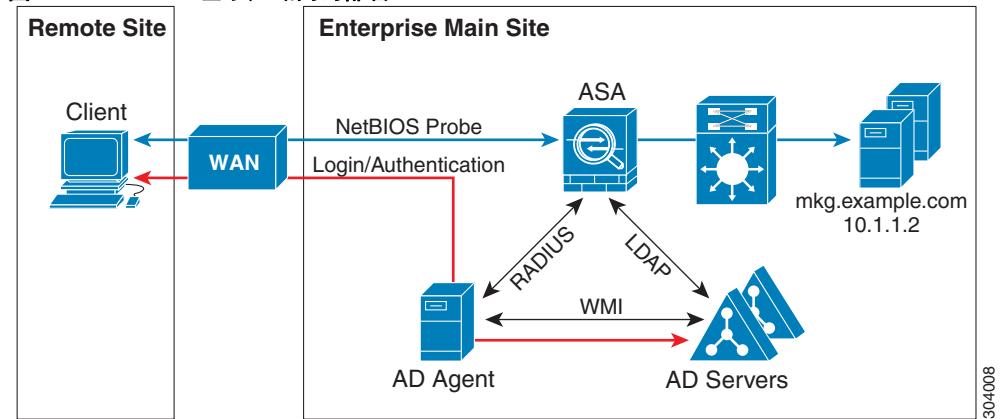 Remote Site
Enterprise Main Site
Client
ASA
NetBIOS Probe
WAN
Login/Authentication
mkg.example.com
10.1.1.2
RADIUS
LDAP
WMI
AD Agent
AD Servers
304008